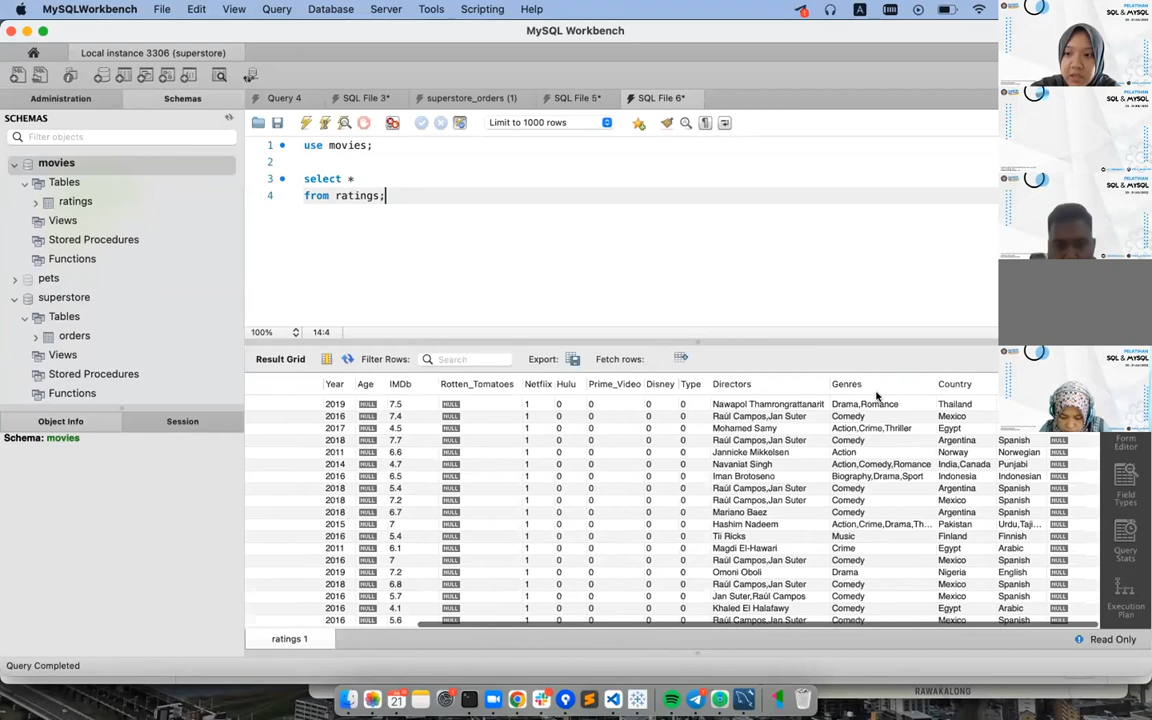 MySQLWorkbench File Edit View Query Database Server Tools Scripting Help
MySQL Workbench
Local instance 3306 (superstore)
Administration Schemas
Query 4 SQL File 3* superstore_orders (1) SQL File 5* SQL File 6*
SCHEMAS
Filter objects
movies
Tables
ratings
Views
Stored Procedures
Functions
pets
superstore
Tables
orders
Views
Stored Procedures
Functions
Object Info Session
Schema: movies
Limit to 1000 rows
1 use movies;
2
3 select *
4 from ratings;
100% 14:4
Result Grid Filter Rows: Search Export: Fetch rows:
Year Age IMDb Rotten_Tomatoes Netflix Hulu Prime_Video Disney Type Directors Genres Country
2019 NULL 7.5 NULL 1 0 0 0 0 Nawapol Thamrongrattanarit Drama,Romance Thailand
2016 NULL 7.4 NULL 1 0 0 0 0 Raúl Campos,Jan Suter Comedy Mexico
2017 NULL 4.5 NULL 1 0 0 0 0 Mohamed Samy Action,Crime,Thriller Egypt
2018 NULL 7.7 NULL 1 0 0 0 0 Raúl Campos,Jan Suter Comedy Argentina Spanish NULL
2011 NULL 6.6 NULL 1 0 0 0 0 Jannicke Mikkelsen Action Norway Norwegian NULL
2014 NULL 4.7 NULL 1 0 0 0 0 Navaniat Singh Action,Comedy,Romance India,Canada Punjabi NULL
2016 NULL 6.5 NULL 1 0 0 0 0 Iman Brotoseno Biography,Drama,Sport Indonesia Indonesian NULL
2018 NULL 5.4 NULL 1 0 0 0 0 Raúl Campos,Jan Suter Comedy Argentina Spanish NULL
2018 NULL 7.2 NULL 1 0 0 0 0 Raúl Campos,Jan Suter Comedy Mexico Spanish NULL
2018 NULL 6.7 NULL 1 0 0 0 0 Mariano Baez Comedy Argentina Spanish NULL
2015 NULL 7 NULL 1 0 0 0 0 Hashim Nadeem Action,Crime,Drama,Th... Pakistan Urdu,Taji... NULL
2016 NULL 5.4 NULL 1 0 0 0 0 Tii Ricks Music Finland Finnish NULL
2011 NULL 6.1 NULL 1 0 0 0 0 Magdi El-Hawari Crime Egypt Arabic NULL
2016 NULL 7 NULL 1 0 0 0 0 Raúl Campos,Jan Suter Comedy Mexico Spanish NULL
2019 NULL 7.2 NULL 1 0 0 0 0 Omoni Oboli Drama Nigeria English NULL
2018 NULL 6.8 NULL 1 0 0 0 0 Raúl Campos,Jan Suter Comedy Mexico Spanish NULL
2016 NULL 5.7 NULL 1 0 0 0 0 Jan Suter,Raúl Campos Comedy Mexico Spanish NULL
2016 NULL 4.1 NULL 1 0 0 0 0 Khaled El Halafawy Comedy Egypt Arabic NULL
2016 NULL 5.6 NULL 1 0 0 0 0 Raúl Campos,Jan Suter Comedy Mexico Spanish NULL
Form Editor
Field Types
Query Stats
Execution Plan
ratings 1
Read Only
Query Completed
PELATIHAN
SQL & MYSQL
PELATIHAN
SQL & MYSQL
PELATIHAN
SQL & MYSQL
PELATIHAN
SQL & MYSQL
RAWAKALONG